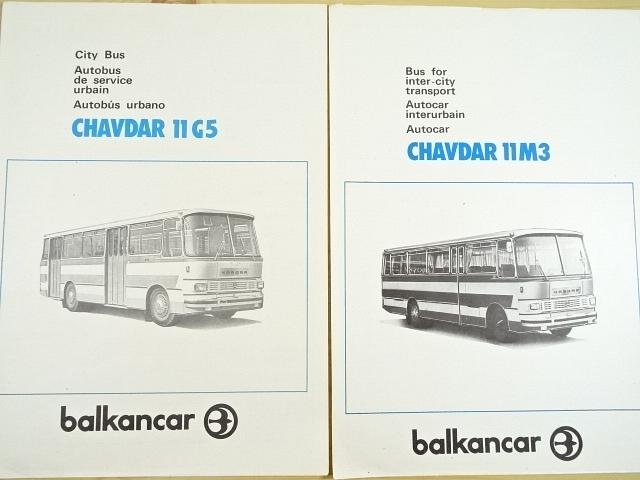 City Bus
Autobus
de service
urbain
Autobús urbano
CHAVDAR 11G5
balkancar
Bus for
inter-city
transport
Autocar
interurbain
Autocar
CHAVDAR 11M3
balkancar